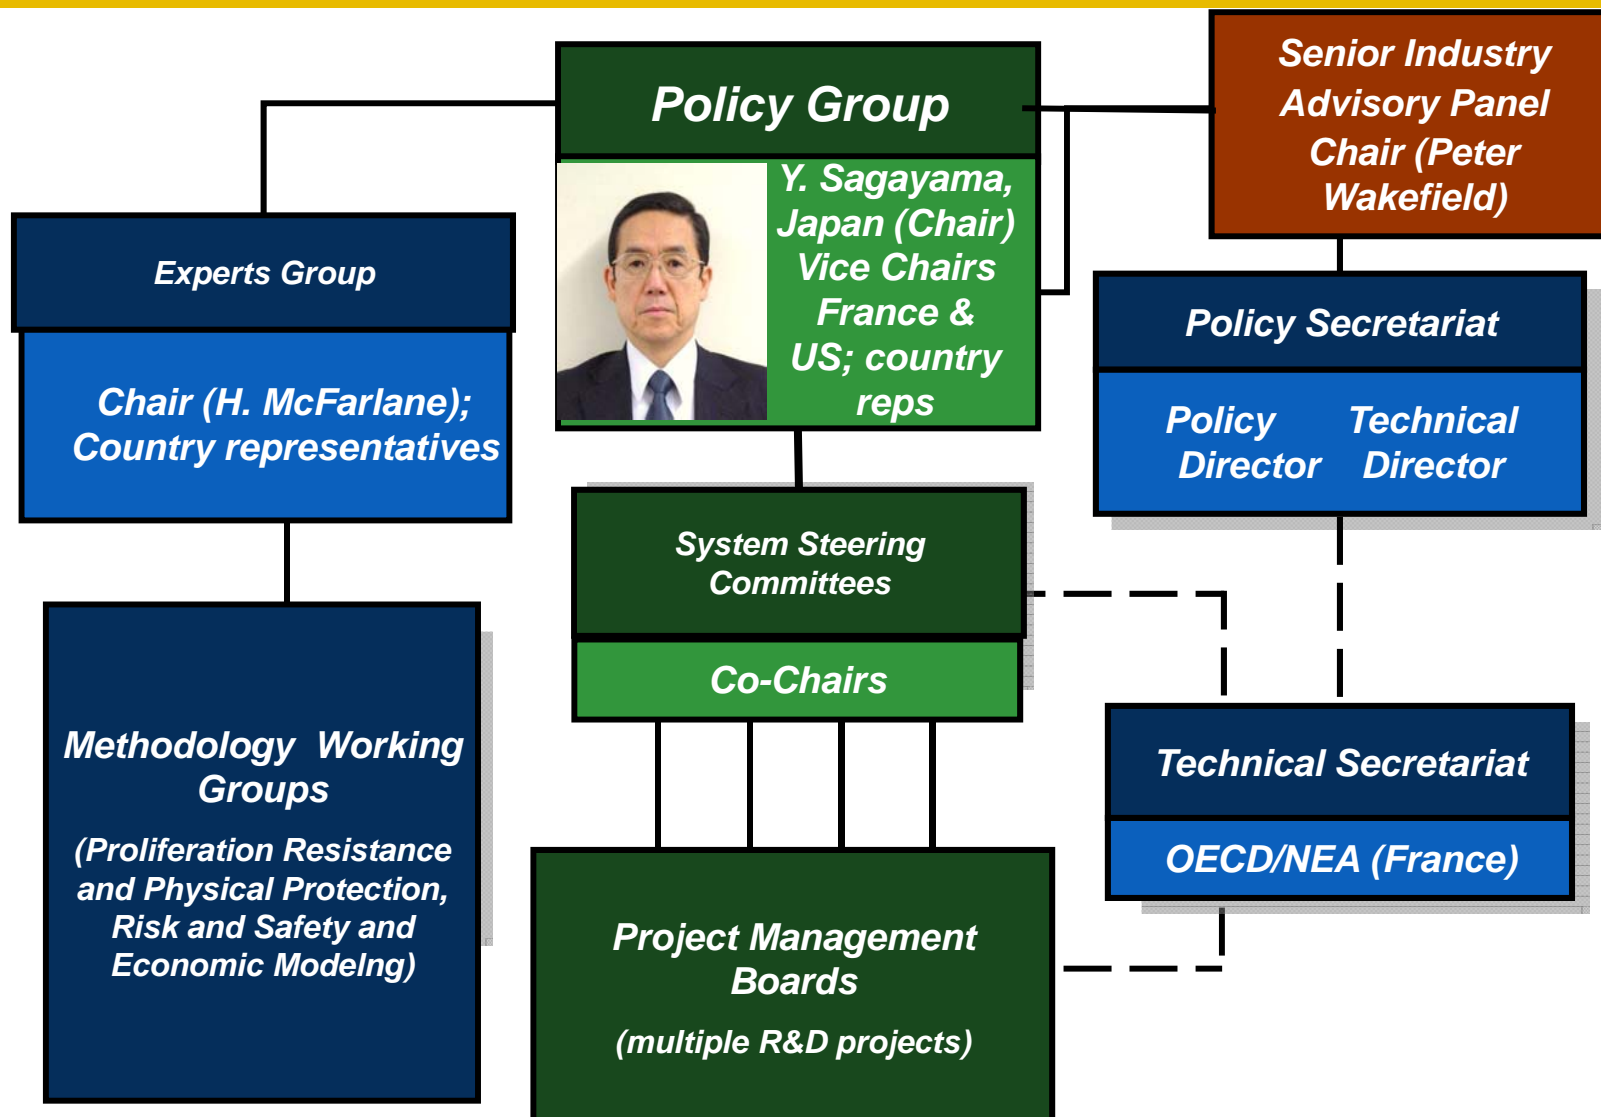 Policy Group
Y. Sagayama,
Japan (Chair)
Vice Chairs
France &
US; country
reps
Senior Industry
Advisory Panel
Chair (Peter
Wakefield)
Experts Group
Chair (H. McFarlane);
Country representatives
Policy Secretariat
Policy Technical
Director Director
System Steering
Committees
Co-Chairs
Methodology Working
Groups
(Proliferation Resistance
and Physical Protection,
Risk and Safety and
Economic Modelng)
Technical Secretariat
OECD/NEA (France)
Project Management
Boards
(multiple R&D projects)